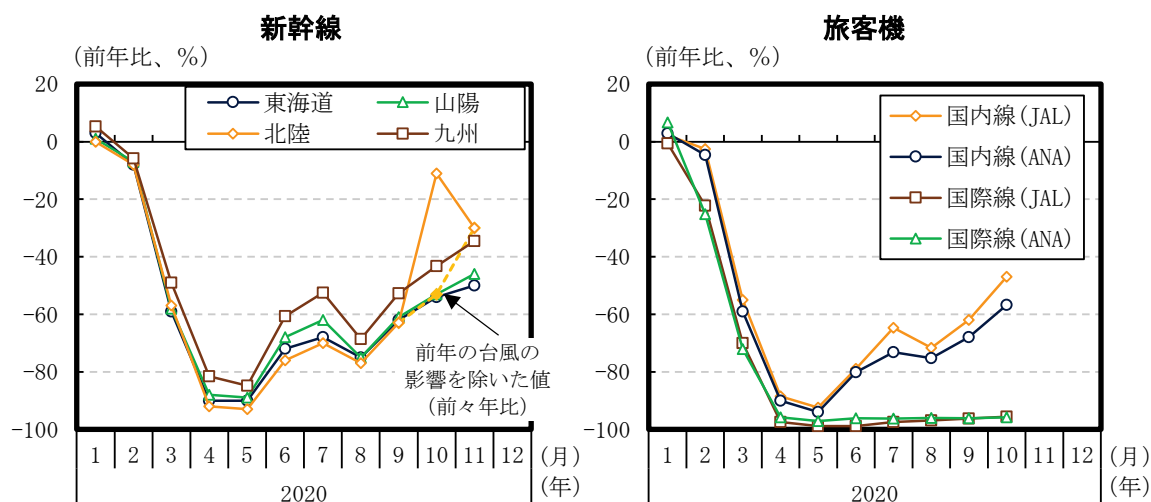 新幹線
(前年比、%)
20
0
-20
-40
-60
-80
-100
東海道
山陽
北陸
九州
前年の台風の
影響を除いた値
(前々年比)
1 2 3 4 5 6 7 8 9 10 11 12 (月)
2020 (年)
旅客機
(前年比、%)
20
0
-20
-40
-60
-80
-100
国内線(JAL)
国内線(ANA)
国際線(JAL)
国際線(ANA)
1 2 3 4 5 6 7 8 9 10 11 12 (月)
2020 (年)